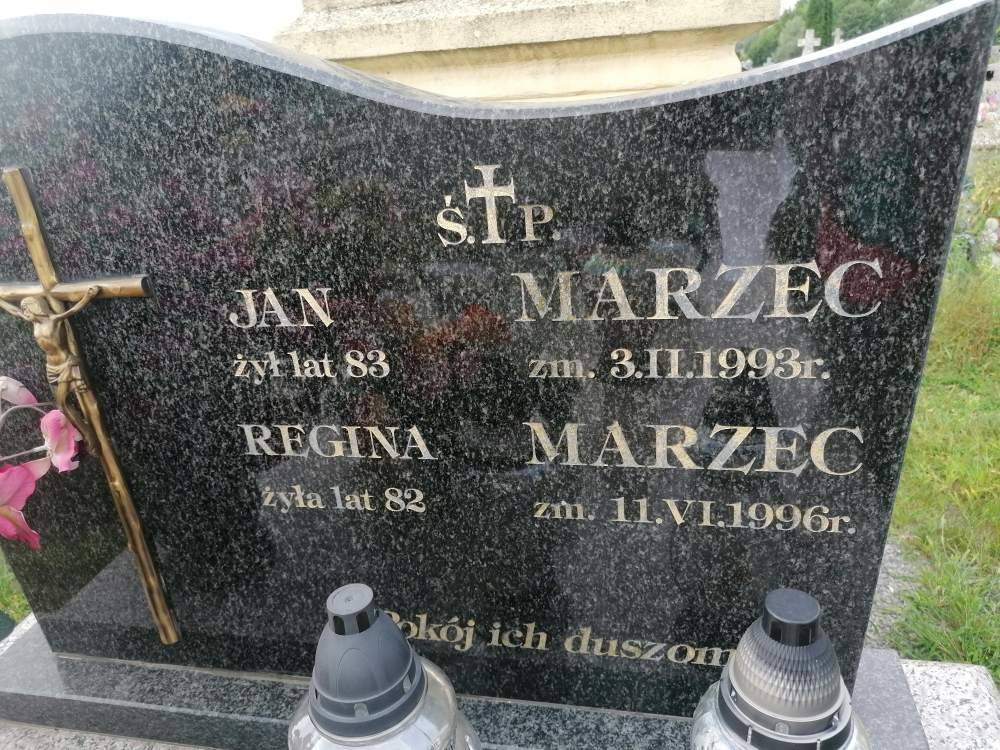 Ś.P.
JAN MARZEC
żył lat 83 zm. 3.II.1993r.
REGINA MARZEC
żyła lat 82 zm. 11.VI.1996r.
Pokój ich duszom